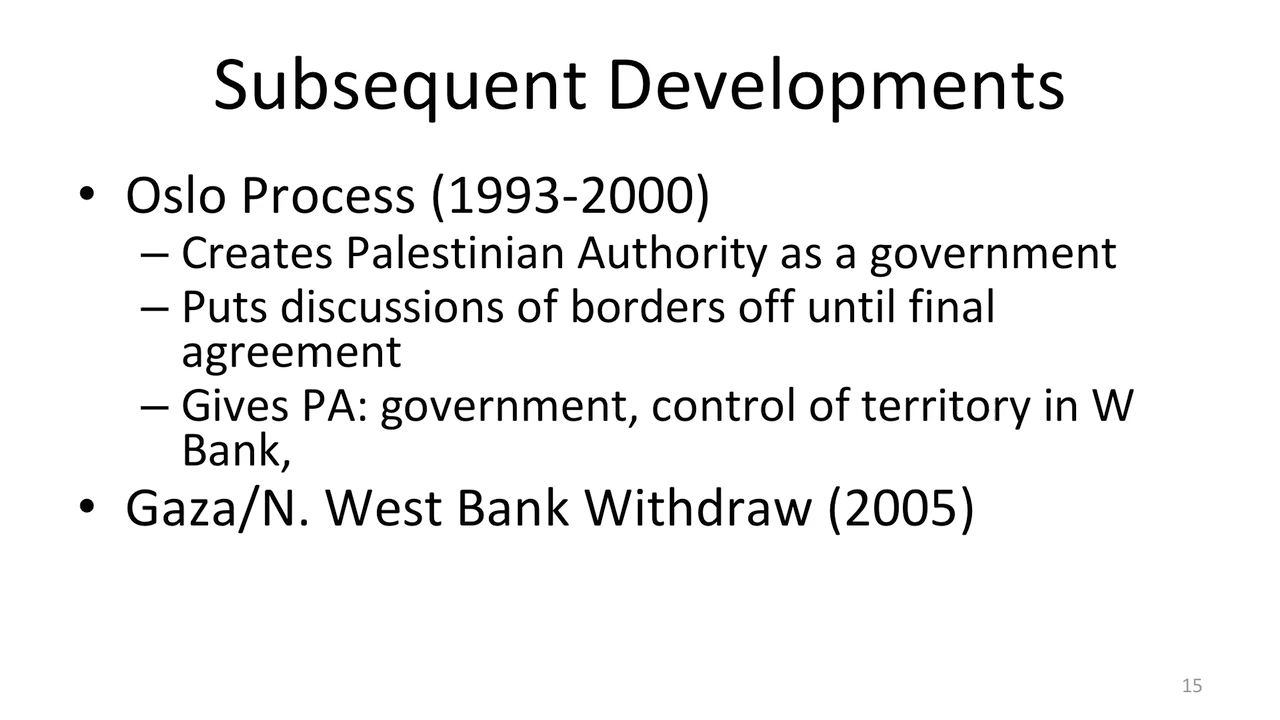 Subsequent Developments
• Oslo Process (1993-2000)
– Creates Palestinian Authority as a government
– Puts discussions of borders off until final
agreement
– Gives PA: government, control of territory in W
Bank,
• Gaza/N. West Bank Withdraw (2005)
15